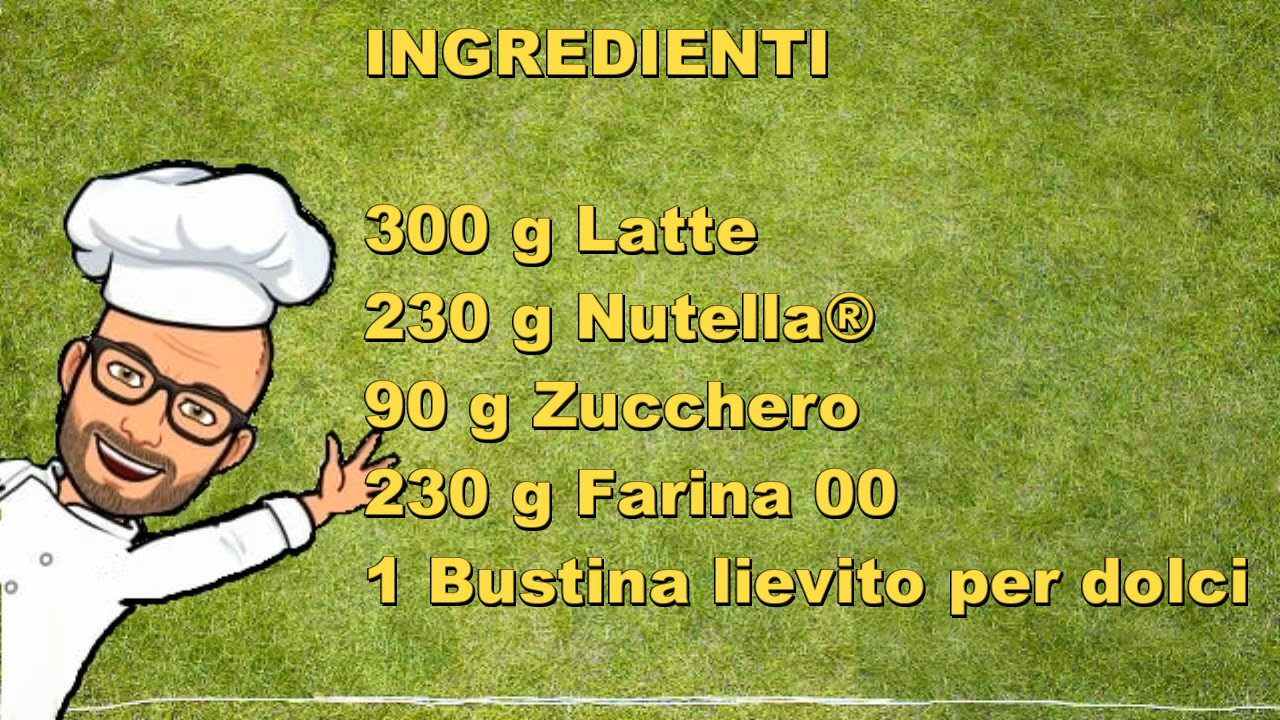 INGREDIENTI
300 g Latte
230 g Nutella®
90 g Zucchero
230 g Farina 00
1 Bustina lievito per dolci